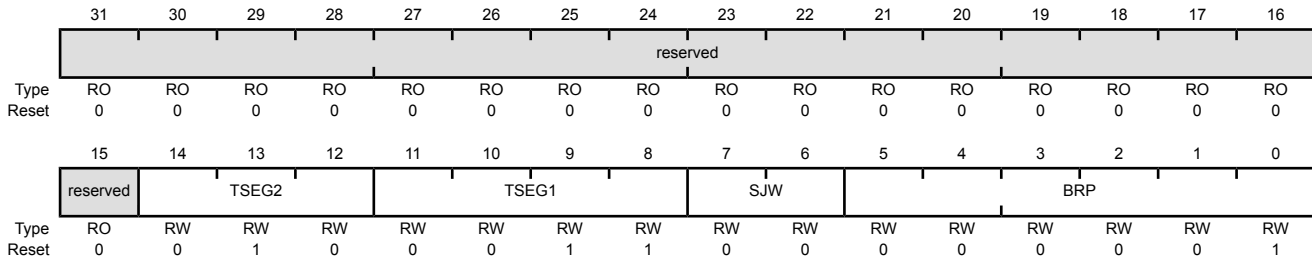 31 30 29 28 27 26 25 24 23 22 21 20 19 18 17 16
reserved
Type RO RO RO RO RO RO RO RO RO RO RO RO RO RO RO RO
Reset 0 0 0 0 0 0 0 0 0 0 0 0 0 0 0 0
15 14 13 12 11 10 9 8 7 6 5 4 3 2 1 0
reserved TSEG2 TSEG1 SJW BRP
Type RO RW RW RW RW RW RW RW RW RW RW RW RW RW RW RW
Reset 0 0 1 0 0 0 1 1 0 0 0 0 0 0 0 1